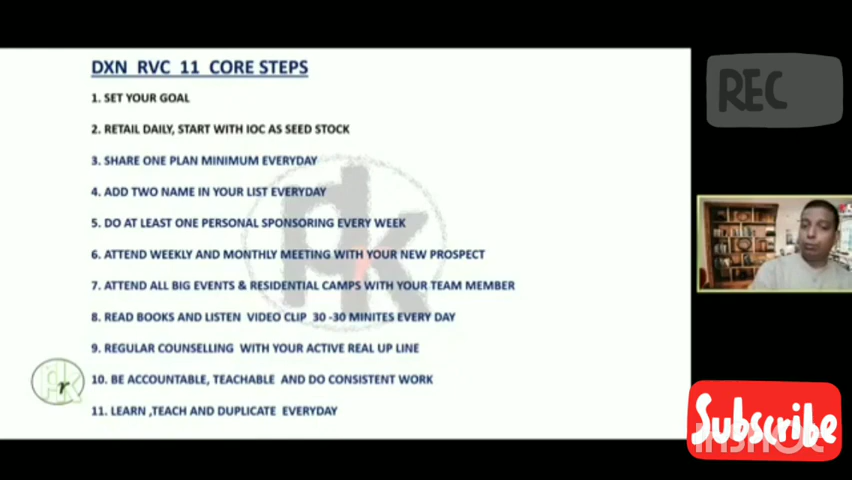 DXN RVC 11 CORE STEPS
1. SET YOUR GOAL
2. RETAIL DAILY, START WITH IOC AS SEED STOCK
3. SHARE ONE PLAN MINIMUM EVERYDAY
4. ADD TWO NAME IN YOUR LIST EVERYDAY
5. DO AT LEAST ONE PERSONAL SPONSORING EVERY WEEK
6. ATTEND WEEKLY AND MONTHLY MEETING WITH YOUR NEW PROSPECT
7. ATTEND ALL BIG EVENTS & RESIDENTIAL CAMPS WITH YOUR TEAM MEMBER
8. READ BOOKS AND LISTEN VIDEO CLIP 30 -30 MINITES EVERY DAY
9. REGULAR COUNSELLING WITH YOUR ACTIVE REAL UP LINE
10. BE ACCOUNTABLE, TEACHABLE AND DO CONSISTENT WORK
11. LEARN ,TEACH AND DUPLICATE EVERYDAY
REC
Subscribe